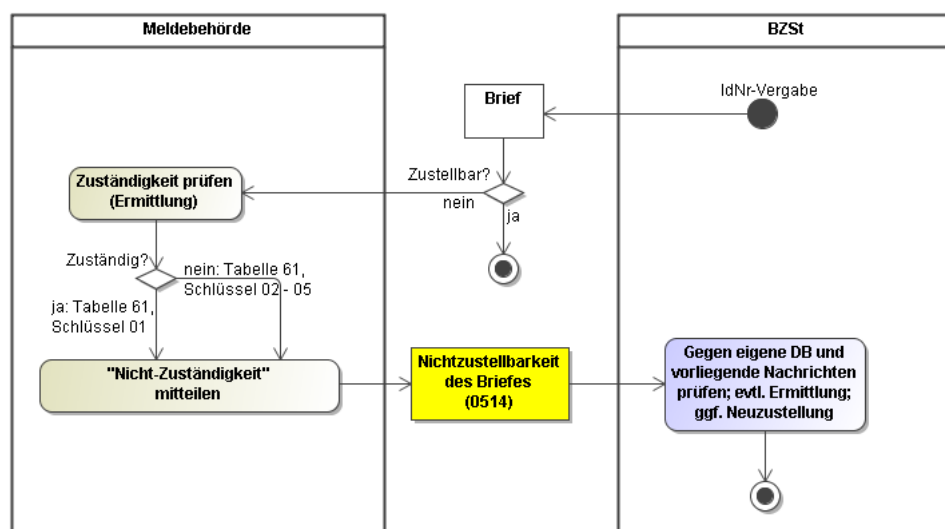 Meldebehörde
BZSt
IdNr-Vergabe
Brief
Zustellbar?
nein
ja
Zuständigkeit prüfen
(Ermittlung)
Zuständig?
nein: Tabelle 61,
Schlüssel 02 - 05
ja: Tabelle 61,
Schlüssel 01
"Nicht-Zuständigkeit"
mitteilen
Nichtzustellbarkeit
des Briefes
(0514)
Gegen eigene DB und
vorliegende Nachrichten
prüfen; evtl. Ermittlung;
ggf. Neuzustellung